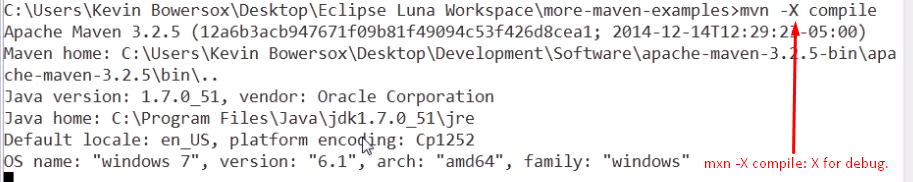 C:\Users\Kevin Bowersox\Desktop\Eclipse Luna Workspace\more-maven-examples>mvn -X compile
Apache Maven 3.2.5 (12a6b3acb947671f09b81f49094c53f426d8cea1; 2014-12-14T12:29:23-05:00)
Maven home: C:\Users\Kevin Bowersox\Desktop\Development\Software\apache-maven-3.2.5-bin\apa
che-maven-3.2.5\bin\..
Java version: 1.7.0_51, vendor: Oracle Corporation
Java home: C:\Program Files\Java\jdk1.7.0_51\jre
Default locale: en_US, platform encoding: Cp1252
OS name: "windows 7", version: "6.1", arch: "amd64", family: "windows"
mxn -X compile: X for debug.